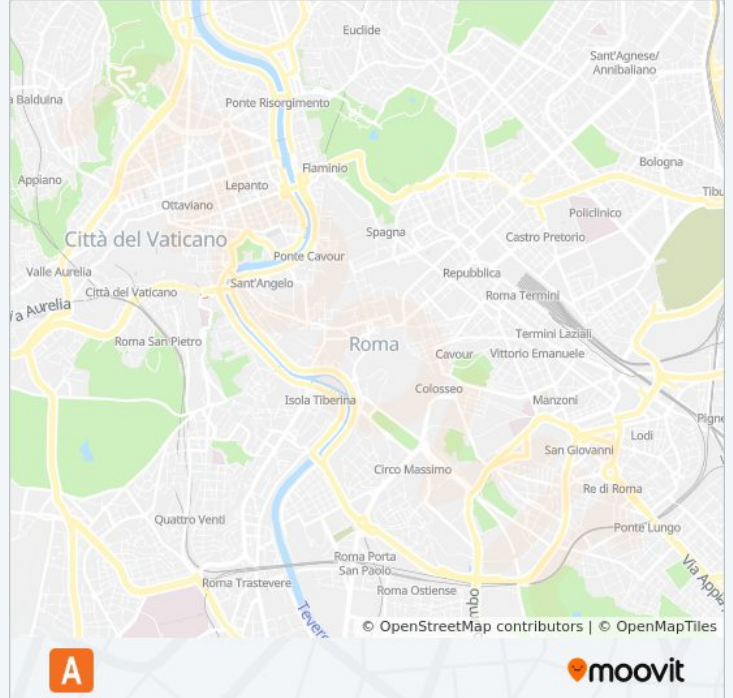 Euclide
Sant'Agnese/
Annibaliano
a Balduina
Ponte Risorgimento
Flaminio
Bologna
Appiano
Lepanto
Tibu
Ottaviano
Policlinico
Spagna
Castro Pretorio
Città del Vaticano
Ponte Cavour
Valle Aurelia
Repubblica
Sant'Angelo
Città del Vaticano
Roma Termini
Via Aurelia
Termini Laziali
Roma San Pietro
Roma
Cavour
Vittorio Emanuele
Colosseo
Isola Tiberina
Manzoni
Pigne
Lodi
San Giovanni
Circo Massimo
Re di Roma
Quattro Venti
Ponte Lungo
Roma Porta
San Paolo
Via Appia
Roma Trastevere
Roma Ostiense
mbo
Tevere
© OpenStreetMap contributors | © OpenMapTiles
A
moovit